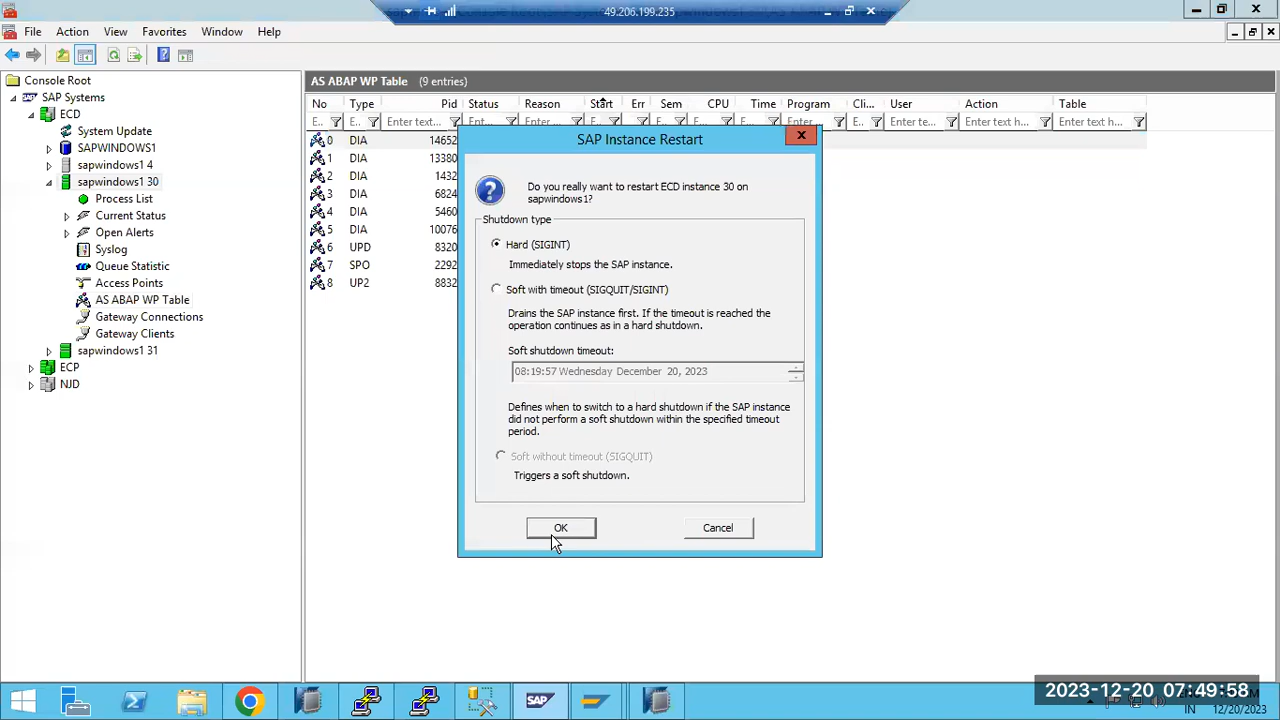 49.206.199.235
File Action View Favorites Window Help
Console Root
SAP Systems
ECD
System Update
SAPWINDOWS1
sapwindows1 4
sapwindows1 30
Process List
Current Status
Open Alerts
Syslog
Queue Statistic
Access Points
AS ABAP WP Table
Gateway Connections
Gateway Clients
sapwindows1 31
ECP
NJD
AS ABAP WP Table (9 entries)
No Type Pid Status Reason Start Err Sem CPU Time Program Cli... User Action Table
E.. E.. Enter text... Ent... Enter ... E.. E.. Enter... E.. Enter te... Enter text h... Enter text h...
0 DIA 14652
1 DIA 13380
2 DIA 1432
3 DIA 6824
4 DIA 5460
5 DIA 10076
6 UPD 8320
7 SPO 2292
8 UP2 8832
SAP Instance Restart
Do you really want to restart ECD instance 30 on
sapwindows1?
Shutdown type
Hard (SIGINT)
Immediately stops the SAP instance.
Soft with timeout (SIGQUIT/SIGINT)
Drains the SAP instance first. If the timeout is reached the
operation continues as in a hard shutdown.
Soft shutdown timeout:
08:19:57 Wednesday December 20, 2023
Defines when to switch to a hard shutdown if the SAP instance
did not perform a soft shutdown within the specified timeout
period.
Soft without timeout (SIGQUIT)
Triggers a soft shutdown.
OK Cancel
SAP
2023-12-20 07:49:58
IN 12/20/2023